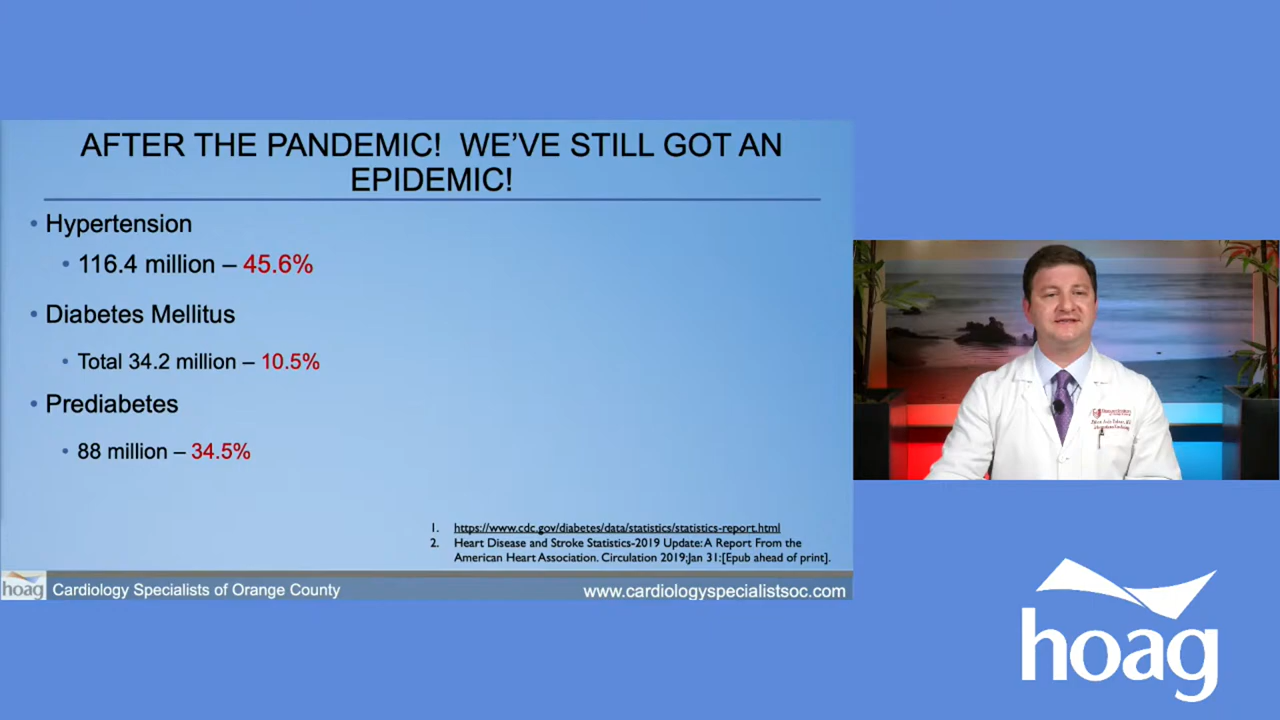 AFTER THE PANDEMIC! WE'VE STILL GOT AN
EPIDEMIC!
• Hypertension
• 116.4 million – 45.6%
• Diabetes Mellitus
• Total 34.2 million – 10.5%
• Prediabetes
• 88 million – 34.5%
1. https://www.cdc.gov/diabetes/data/statistics/statistics-report.html
2. Heart Disease and Stroke Statistics-2019 Update: A Report From the
American Heart Association. Circulation 2019;Jan 31:[Epub ahead of print].
hoag Cardiology Specialists of Orange County
www.cardiologyspecialistsoc.com
hoag